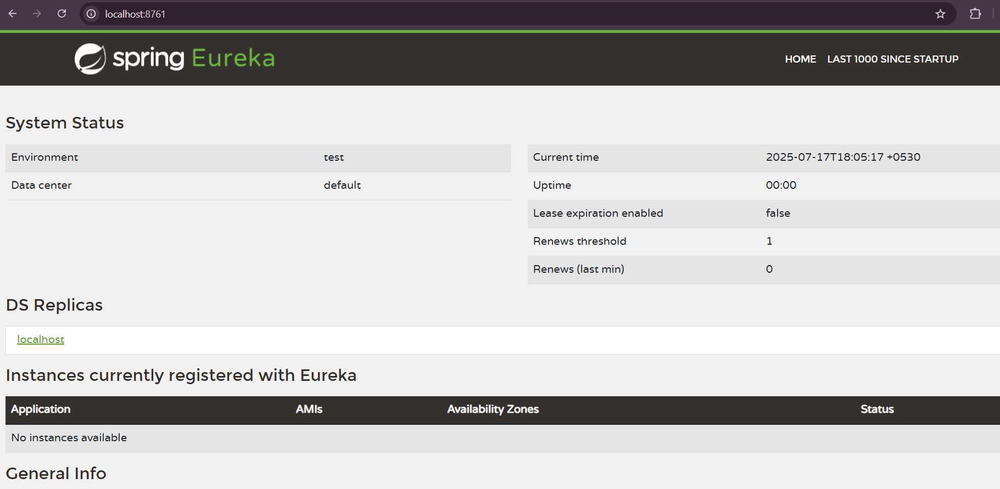 localhost:8761
spring Eureka
HOME LAST 1000 SINCE STARTUP
System Status
Environment test
Data center default
Current time 2025-07-17T18:05:17 +0530
Uptime 00:00
Lease expiration enabled false
Renews threshold 1
Renews (last min) 0
DS Replicas
localhost
Instances currently registered with Eureka
Application AMIs Availability Zones Status
No instances available
General Info